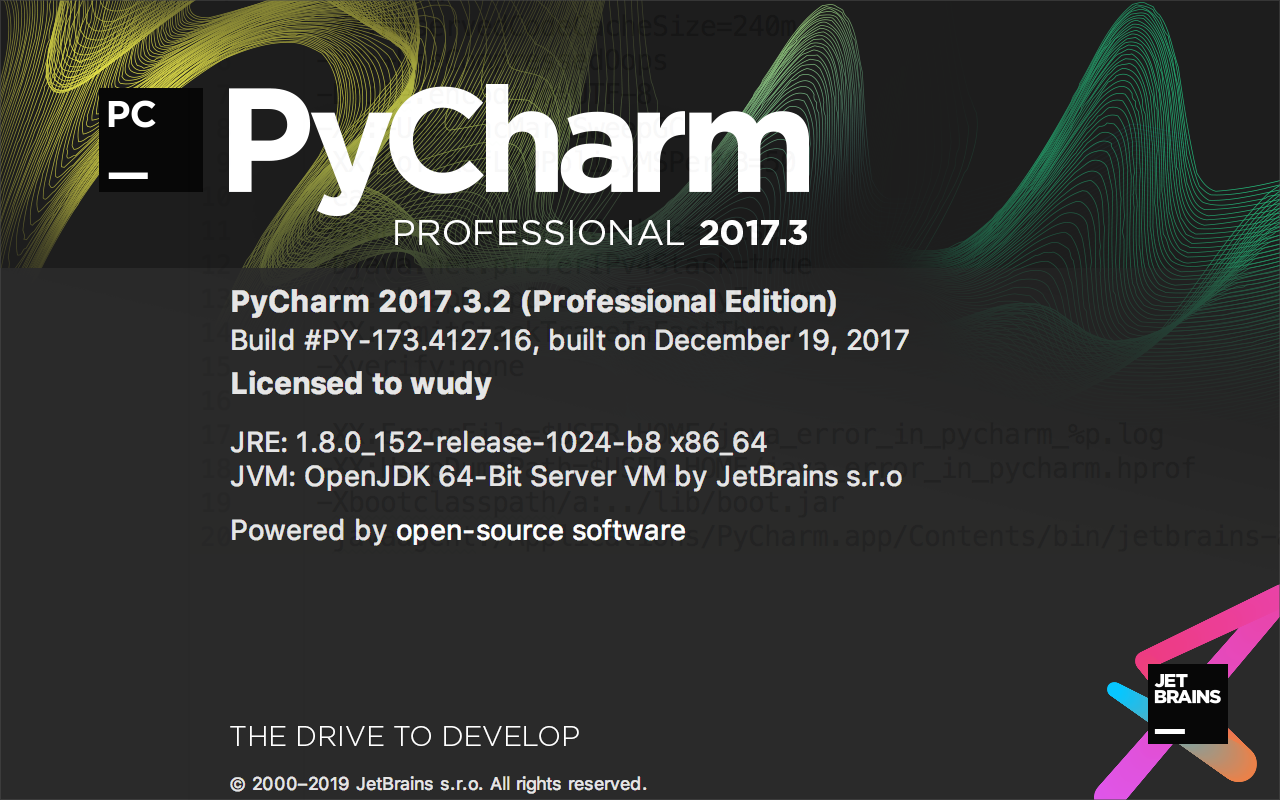 PC
PyCharm
PROFESSIONAL 2017.3
PyCharm 2017.3.2 (Professional Edition)
Build #PY-173.4127.16, built on December 19, 2017
Licensed to wudy
JRE: 1.8.0_152-release-1024-b8 x86_64
JVM: OpenJDK 64-Bit Server VM by JetBrains s.r.o
Powered by open-source software
JET
BRAINS
THE DRIVE TO DEVELOP
© 2000–2019 JetBrains s.r.o. All rights reserved.